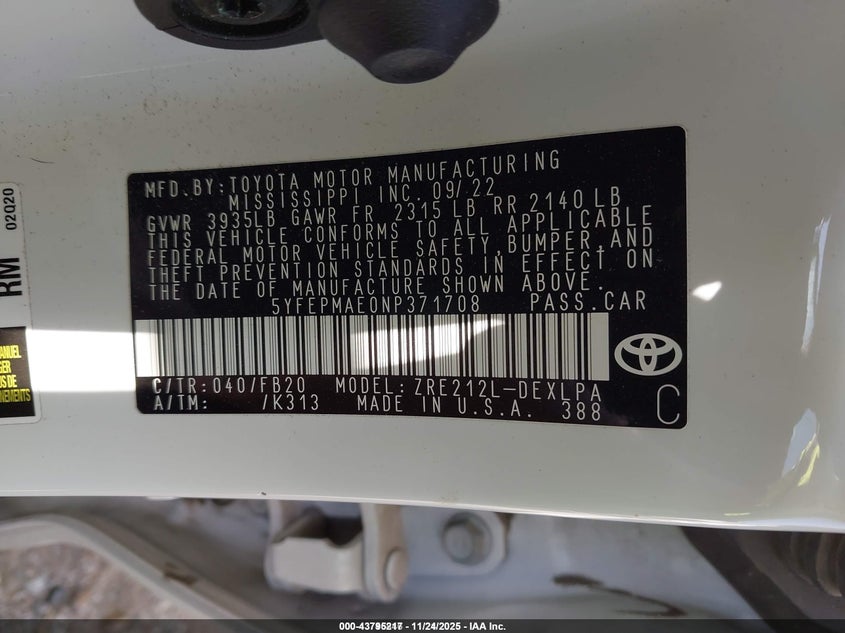 MFD. BY: TOYOTA MOTOR MANUFACTURING
MISSISSIPPI INC. 09/22
GVWR 3935LB GAWR FR 2315 LB RR 2140 LB
THIS VEHICLE CONFORMS TO ALL APPLICABLE
FEDERAL MOTOR VEHICLE SAFETY, BUMPER, AND
THEFT PREVENTION STANDARDS IN EFFECT ON
THE DATE OF MANUFACTURE SHOWN ABOVE.
5YFEPMAE0NP371708 PASS. CAR
C/TR: 040/FB20 MODEL: ZRE212L-DEXLPA
A/TM: /K313 MADE IN U.S.A. 388
C
RM 02Q20
11/24/2025 - IAA Inc.